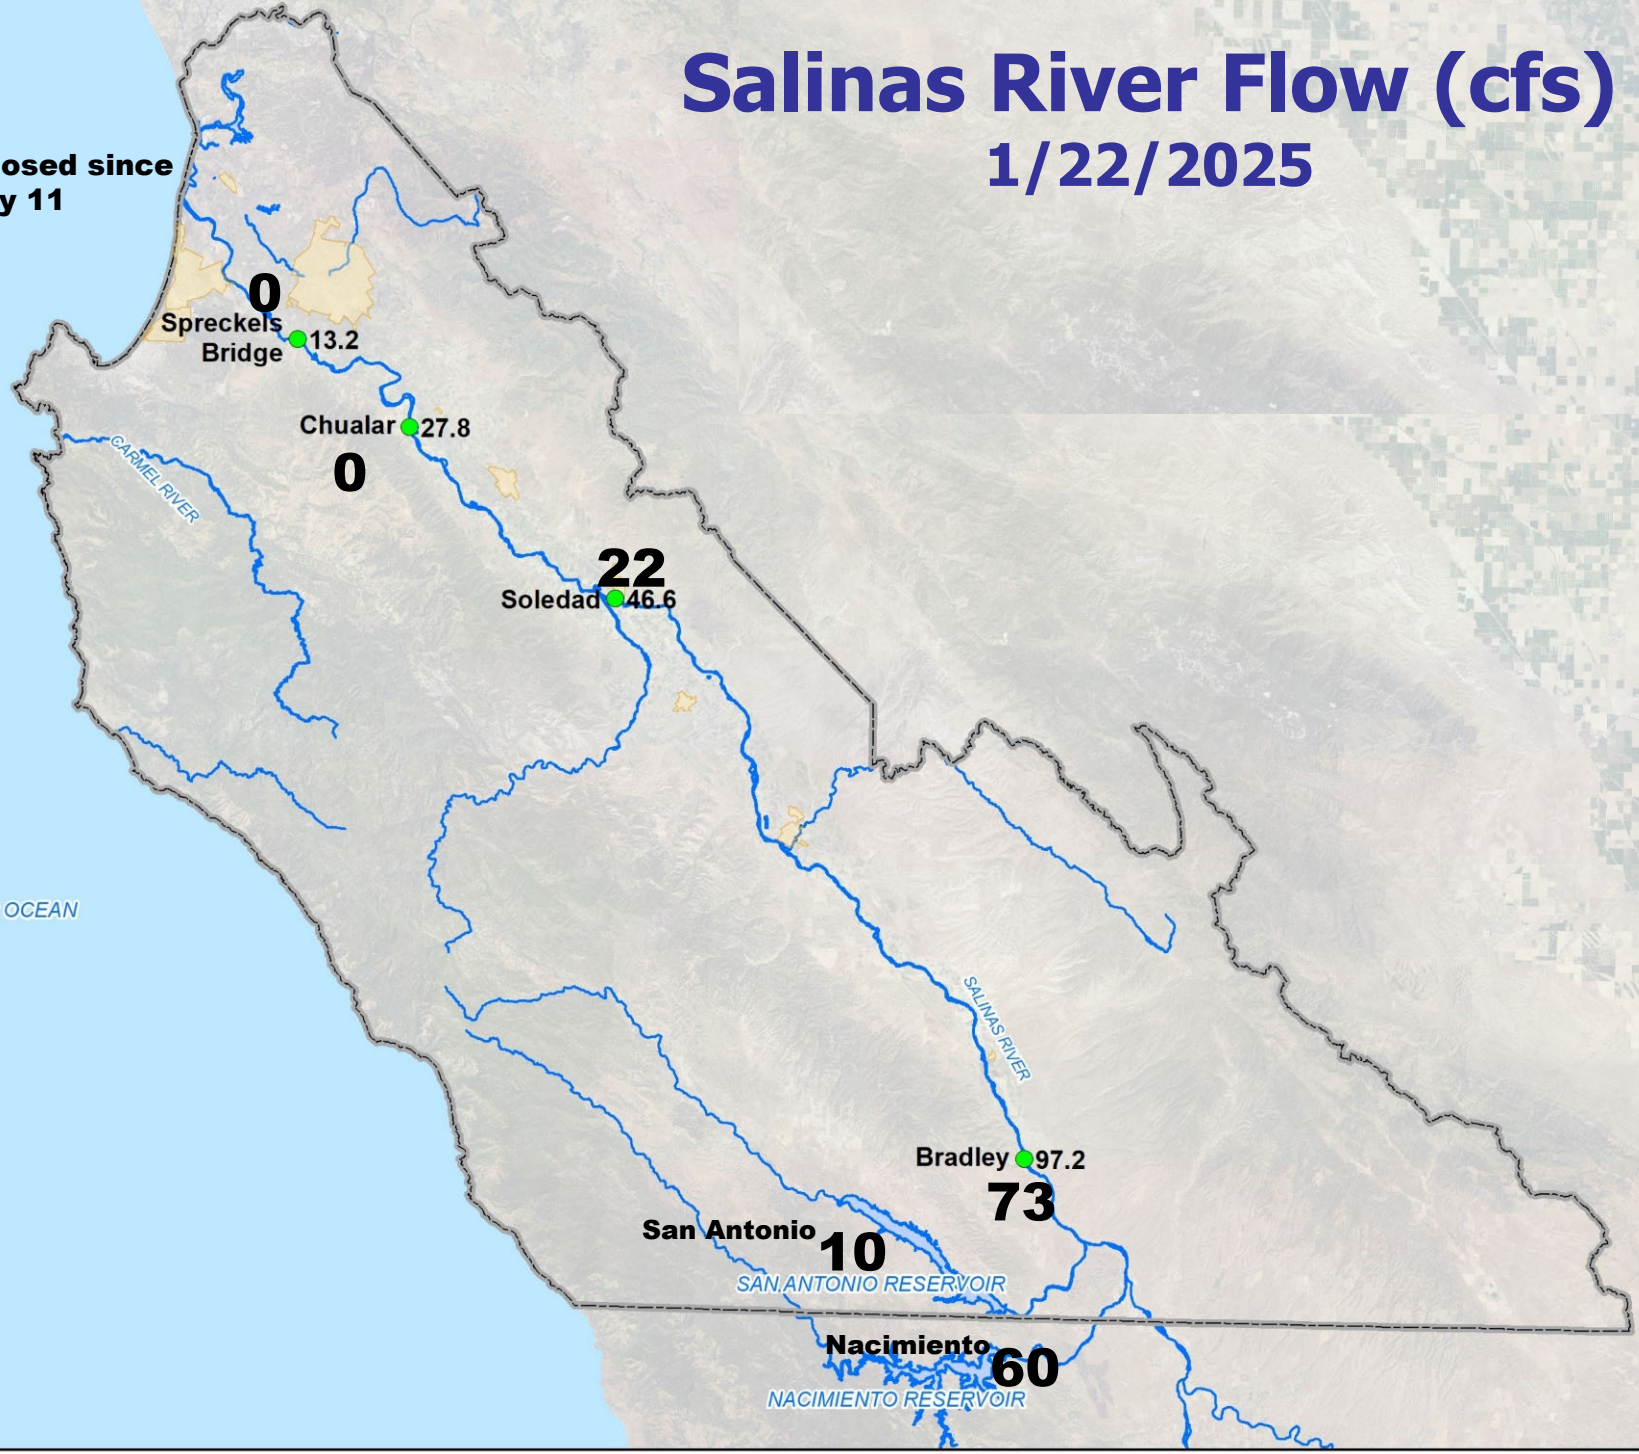 Salinas River Flow (cfs)
1/22/2025
osed since
y 11
0
Spreckels
Bridge
13.2
Chualar
27.8
0
CARMEL RIVER
22
Soledad
46.6
OCEAN
SALINAS RIVER
Bradley
97.2
73
San Antonio
10
SAN ANTONIO RESERVOIR
Nacimiento
60
NACIMIENTO RESERVOIR